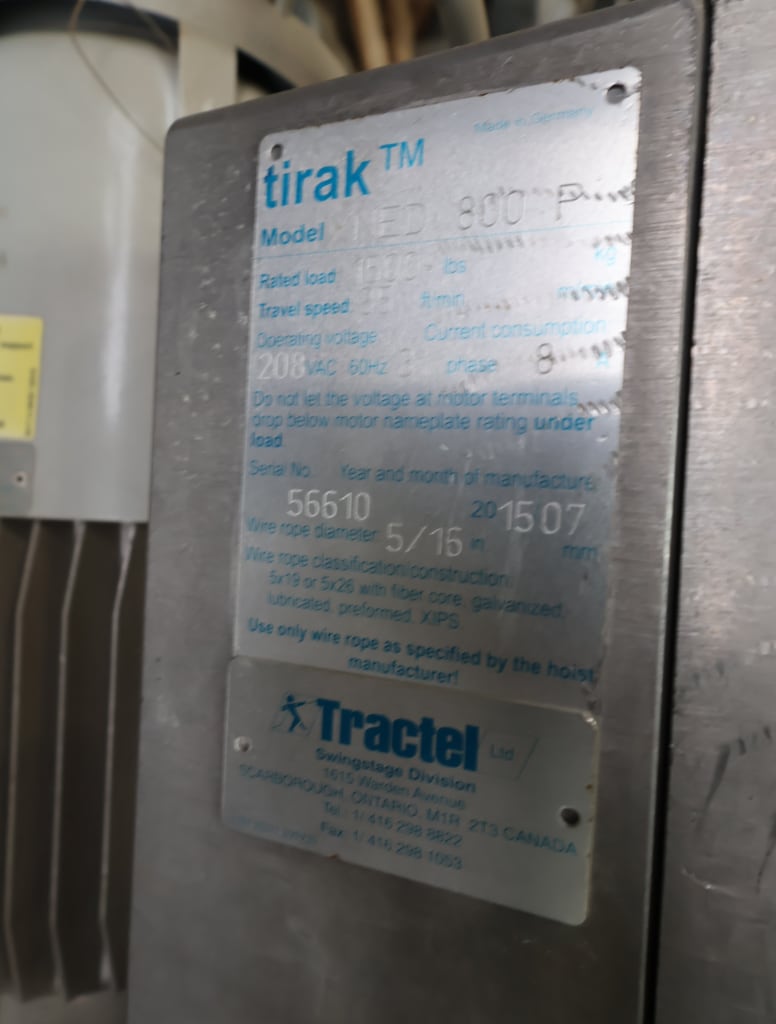 Made in Germany
tirak™
Model 800 P
Rated load lbs kg
Travel speed ft/min m/min
Operating voltage Current consumption
208 VAC 60Hz 3 phase 8 A
Do not let the voltage at motor terminals
drop below motor nameplate rating under
load
Serial No. Year and month of manufacture
56610 201507
Wire rope diameter 5/16 in mm
Wire rope classification/construction
5x19 or 5x26 with fiber core, galvanized,
lubricated, preformed, XIPS
Use only wire rope as specified by the hoist
manufacturer!
Tractel Ltd
Swingstage Division
1615 Warden Avenue
SCARBOROUGH, ONTARIO, M1R 2T3 CANADA
Tel.: 1/ 416 298 8822
Fax: 1/ 416 298 1053